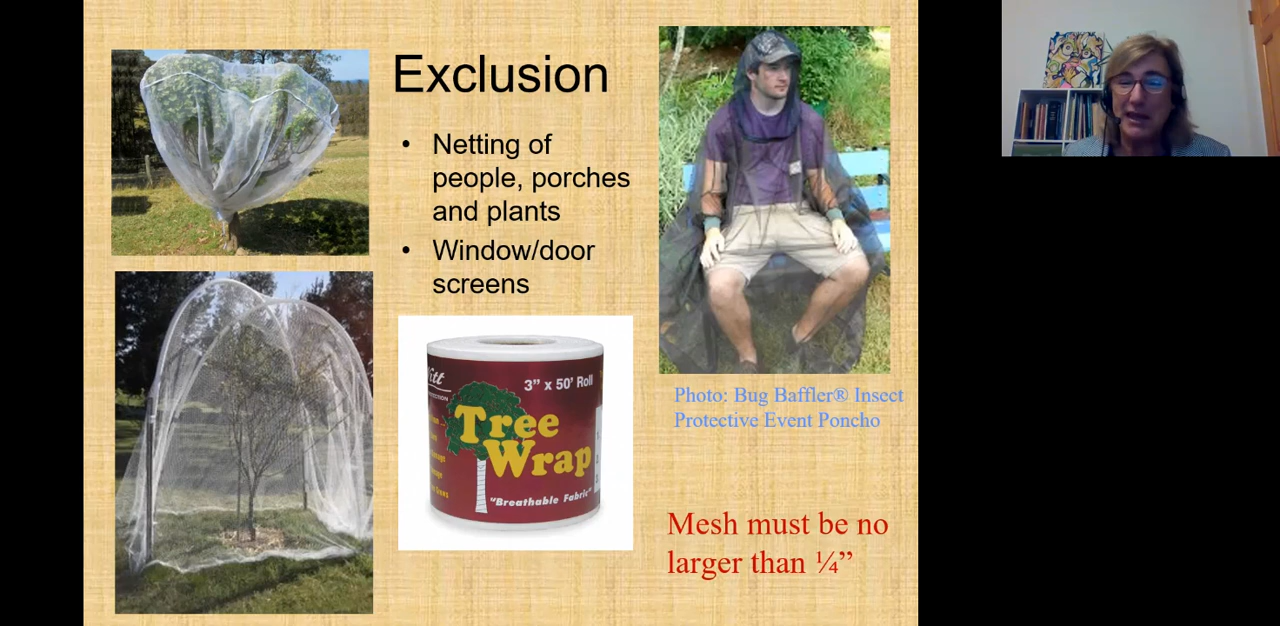 Exclusion
• Netting of
people, porches
and plants
• Window/door
screens
3” x 50’ Roll
Tree
Wrap
"Breathable Fabric"
Photo: Bug Baffler® Insect
Protective Event Poncho
Mesh must be no
larger than ¼”